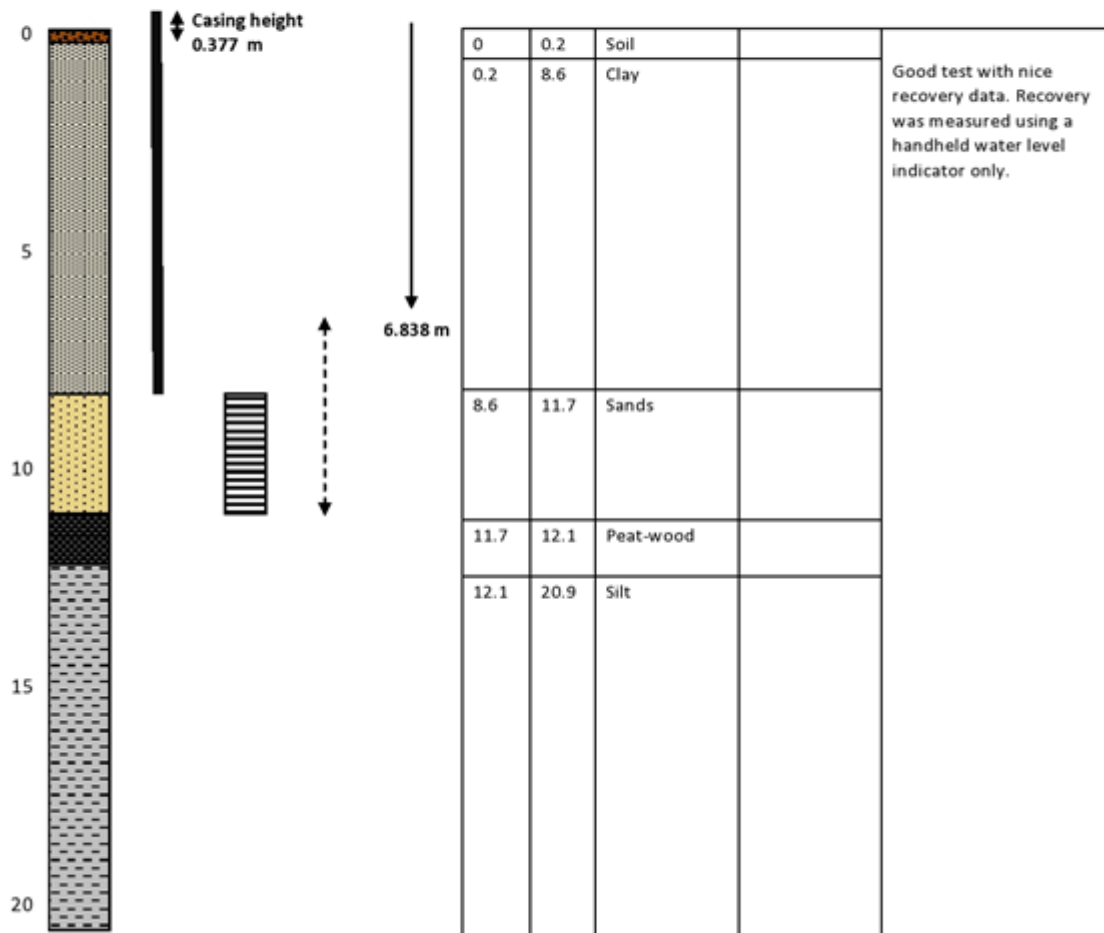 0
Casing height
0.377 m
5
6.838 m
10
15
20
0 0.2 Soil
0.2 8.6 Clay
8.6 11.7 Sands
11.7 12.1 Peat-wood
12.1 20.9 Silt
Good test with nice
recovery data. Recovery
was measured using a
handheld water level
indicator only.